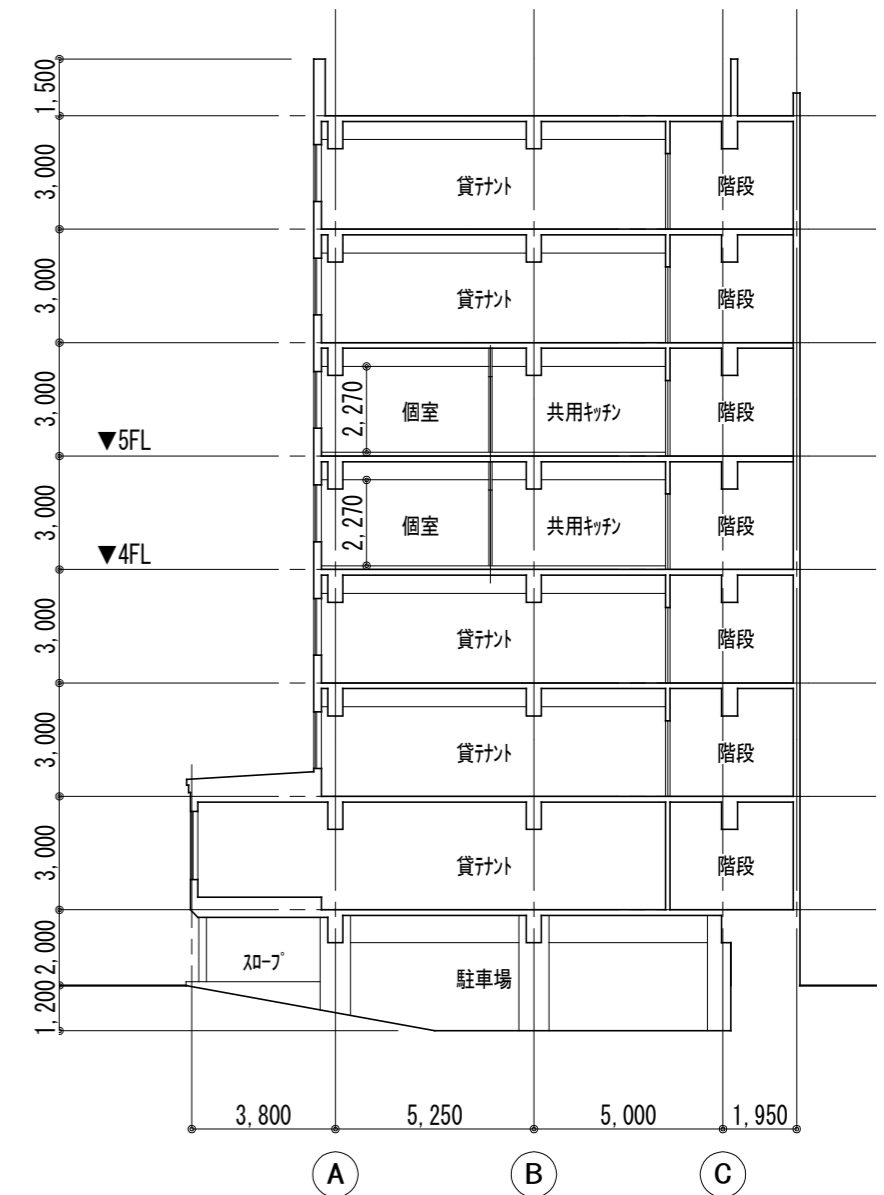 1,500
3,000
貸ﾃﾅﾝﾄ
階段
3,000
貸ﾃﾅﾝﾄ
階段
3,000
2,270
個室
共用ｷｯﾁﾝ
階段
▼5FL
3,000
2,270
個室
共用ｷｯﾁﾝ
階段
▼4FL
3,000
貸ﾃﾅﾝﾄ
階段
3,000
貸ﾃﾅﾝﾄ
階段
3,000
貸ﾃﾅﾝﾄ
階段
2,000
ｽﾛｰﾌﾟ
駐車場
1,200
3,800
5,250
5,000
1,950
A
B
C